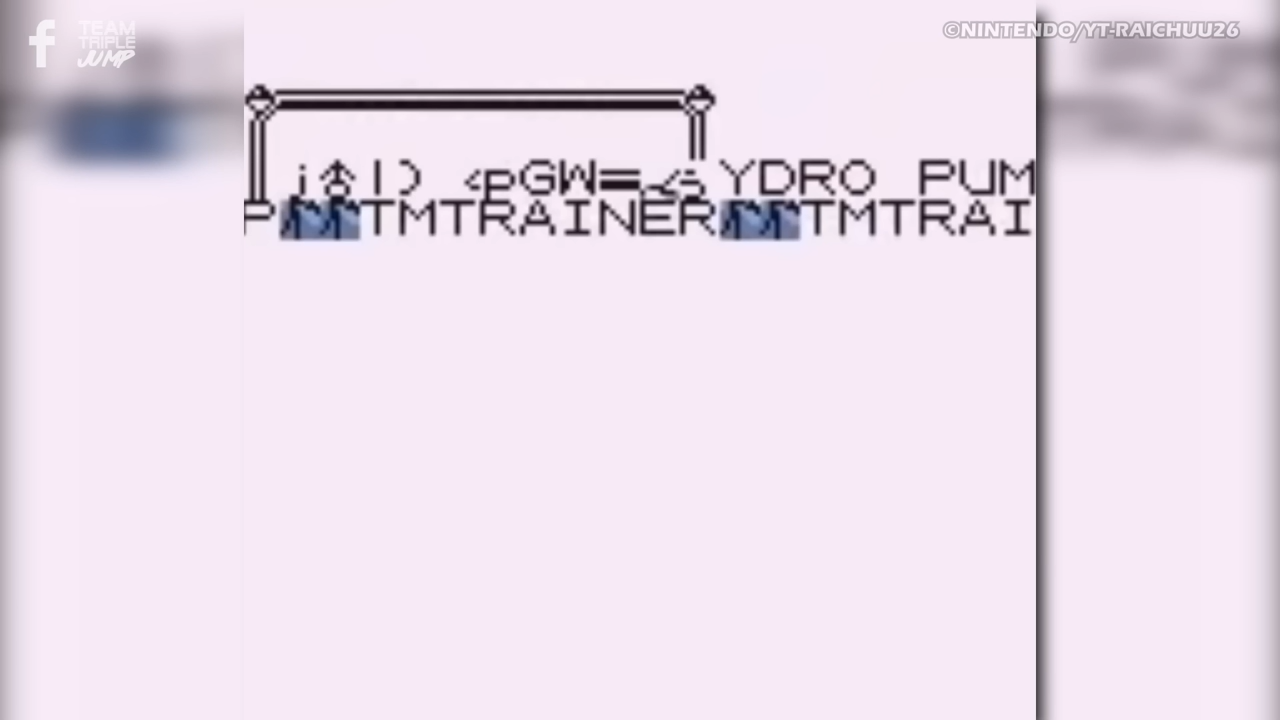 f TEAM
TRIPLE
JUMP
©NINTENDO/YT-RAICHUU26
YDRO PUM
P TMTRAINER TMTRAI